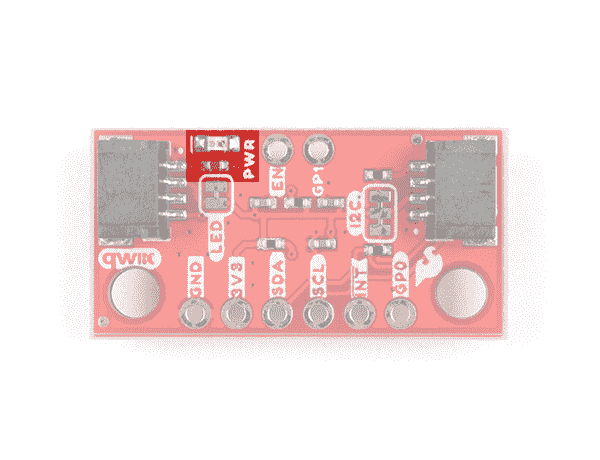 PWR
EN
GP1
LED
I2C
qwiic
GND
3V3
SDA
SCL
INT
GP0